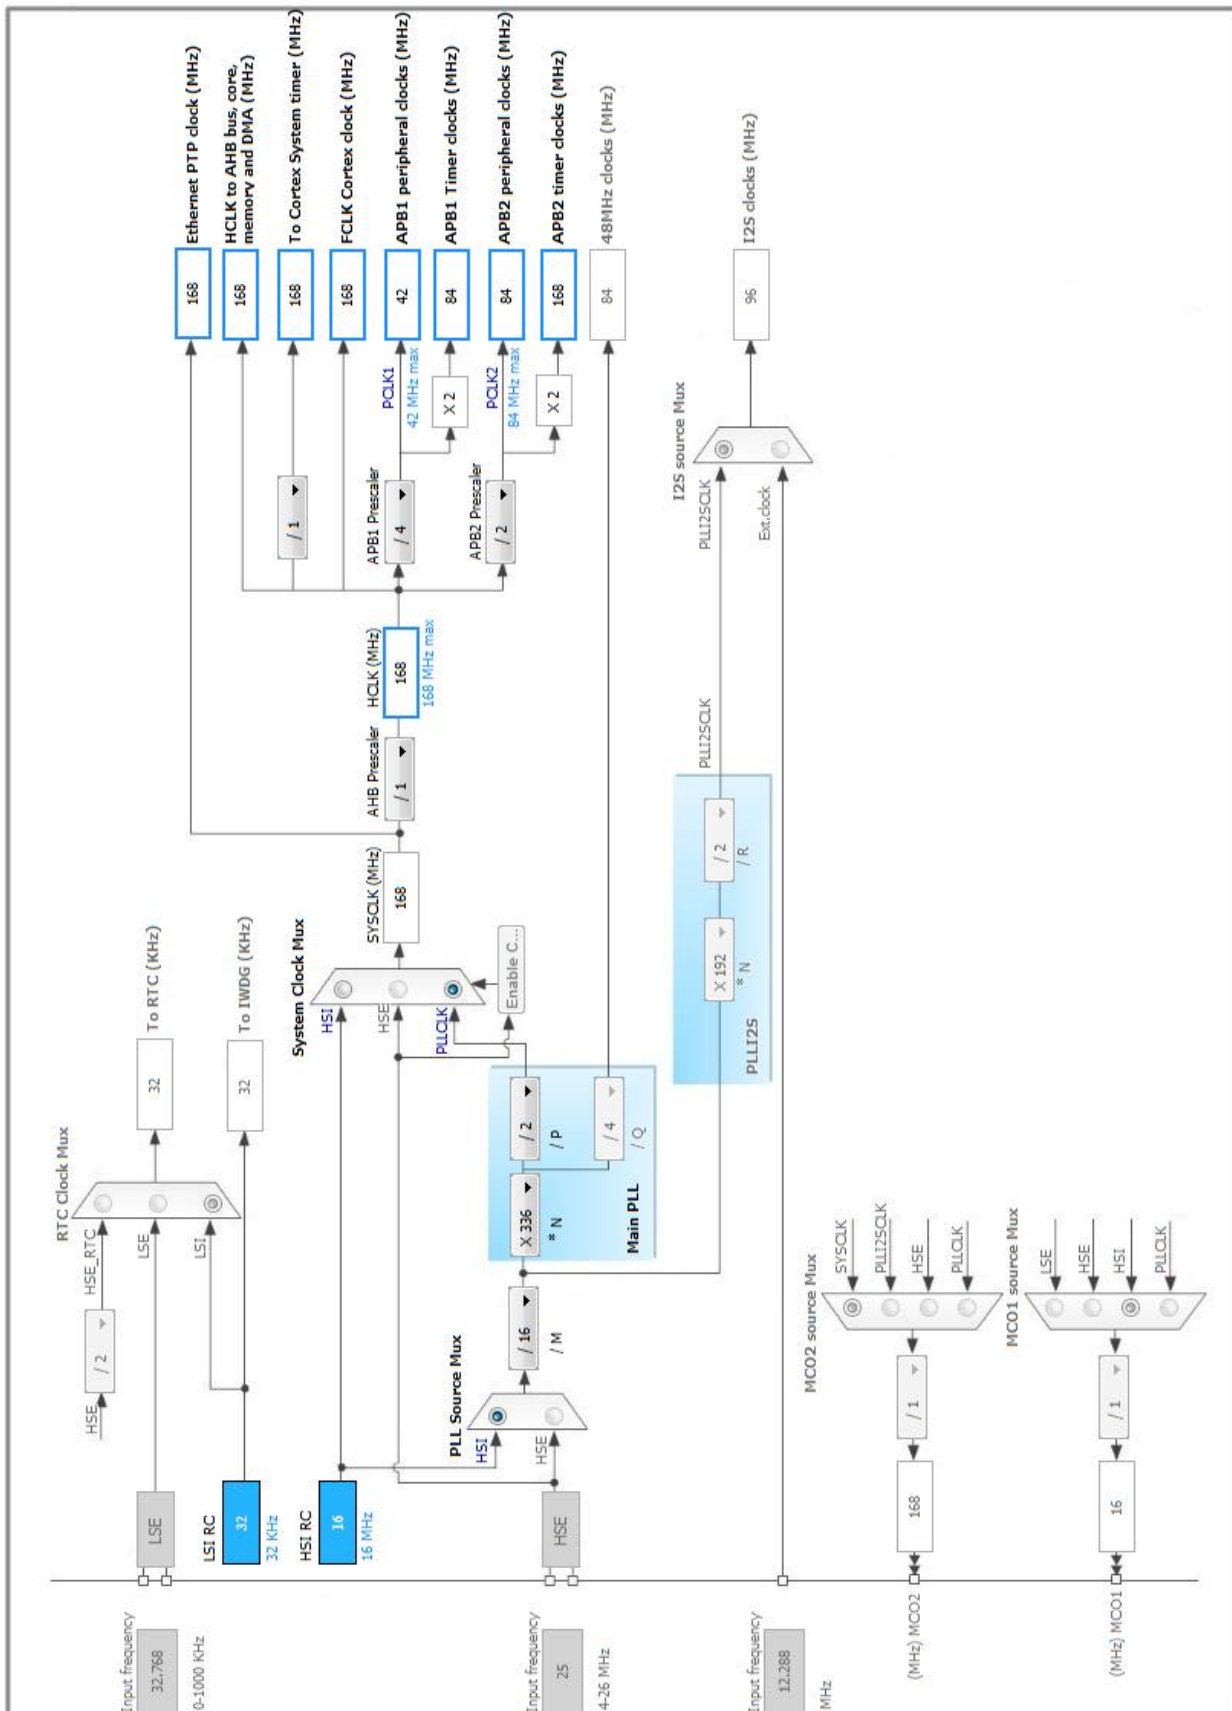 Input frequency
32.768
0-1000 KHz
LSE
HSE
/ 2
HSE_RTC
LSE
LSI
RTC Clock Mux
32
To RTC (KHz)
LSI RC
32
32 KHz
32
To IWDG (KHz)
HSI RC
16
16 MHz
System Clock Mux
HSI
HSE
PLLCLK
Enable C...
SYSCLK (MHz)
168
AHB Prescaler
/ 1
HCLK (MHz)
168
168 MHz max
/ 1
APB1 Prescaler
/ 4
PCLK1
42 MHz max
X 2
APB2 Prescaler
/ 2
PCLK2
84 MHz max
X 2
168
Ethernet PTP clock (MHz)
168
HCLK to AHB bus, core,
memory and DMA (MHz)
168
To Cortex System timer (MHz)
168
FCLK Cortex clock (MHz)
42
APB1 peripheral clocks (MHz)
84
APB1 Timer clocks (MHz)
84
APB2 peripheral clocks (MHz)
168
APB2 timer clocks (MHz)
84
48MHz clocks (MHz)
Input frequency
25
4-26 MHz
HSE
PLL Source Mux
HSI
HSE
/ 16
/ M
X 336
* N
/ 2
/ P
/ 4
/ Q
Main PLL
X 192
* N
/ 2
/ R
PLLI2S
PLLI2SCLK
PLLI2SCLK
Ext.clock
I2S source Mux
96
I2S clocks (MHz)
Input frequency
12.288
MHz
(MHz) MCO2
168
/ 1
MCO2 source Mux
SYSCLK
PLLI2SCLK
HSE
PLLCLK
(MHz) MCO1
16
/ 1
MCO1 source Mux
LSE
HSE
HSI
PLLCLK